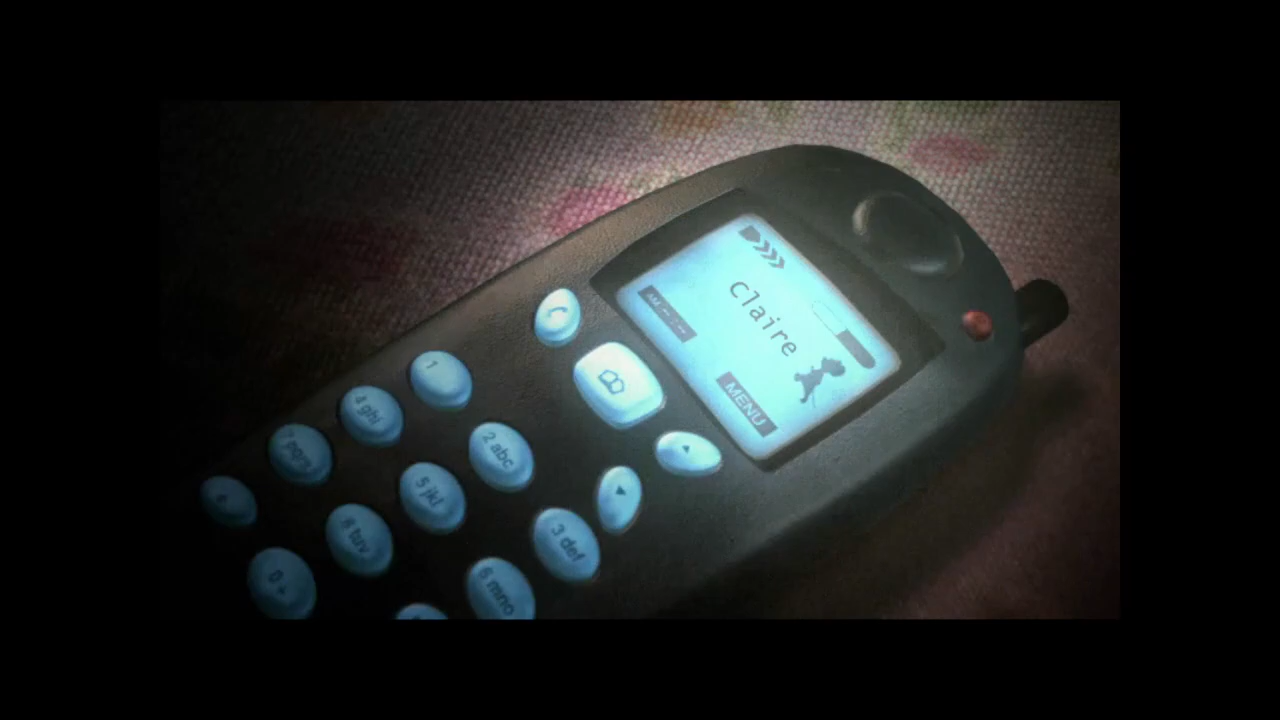 Claire
MENU
1
2 abc
3 def
4 ghi
5 jkl
6 mno
7 pqrs
8 tuv
0 +